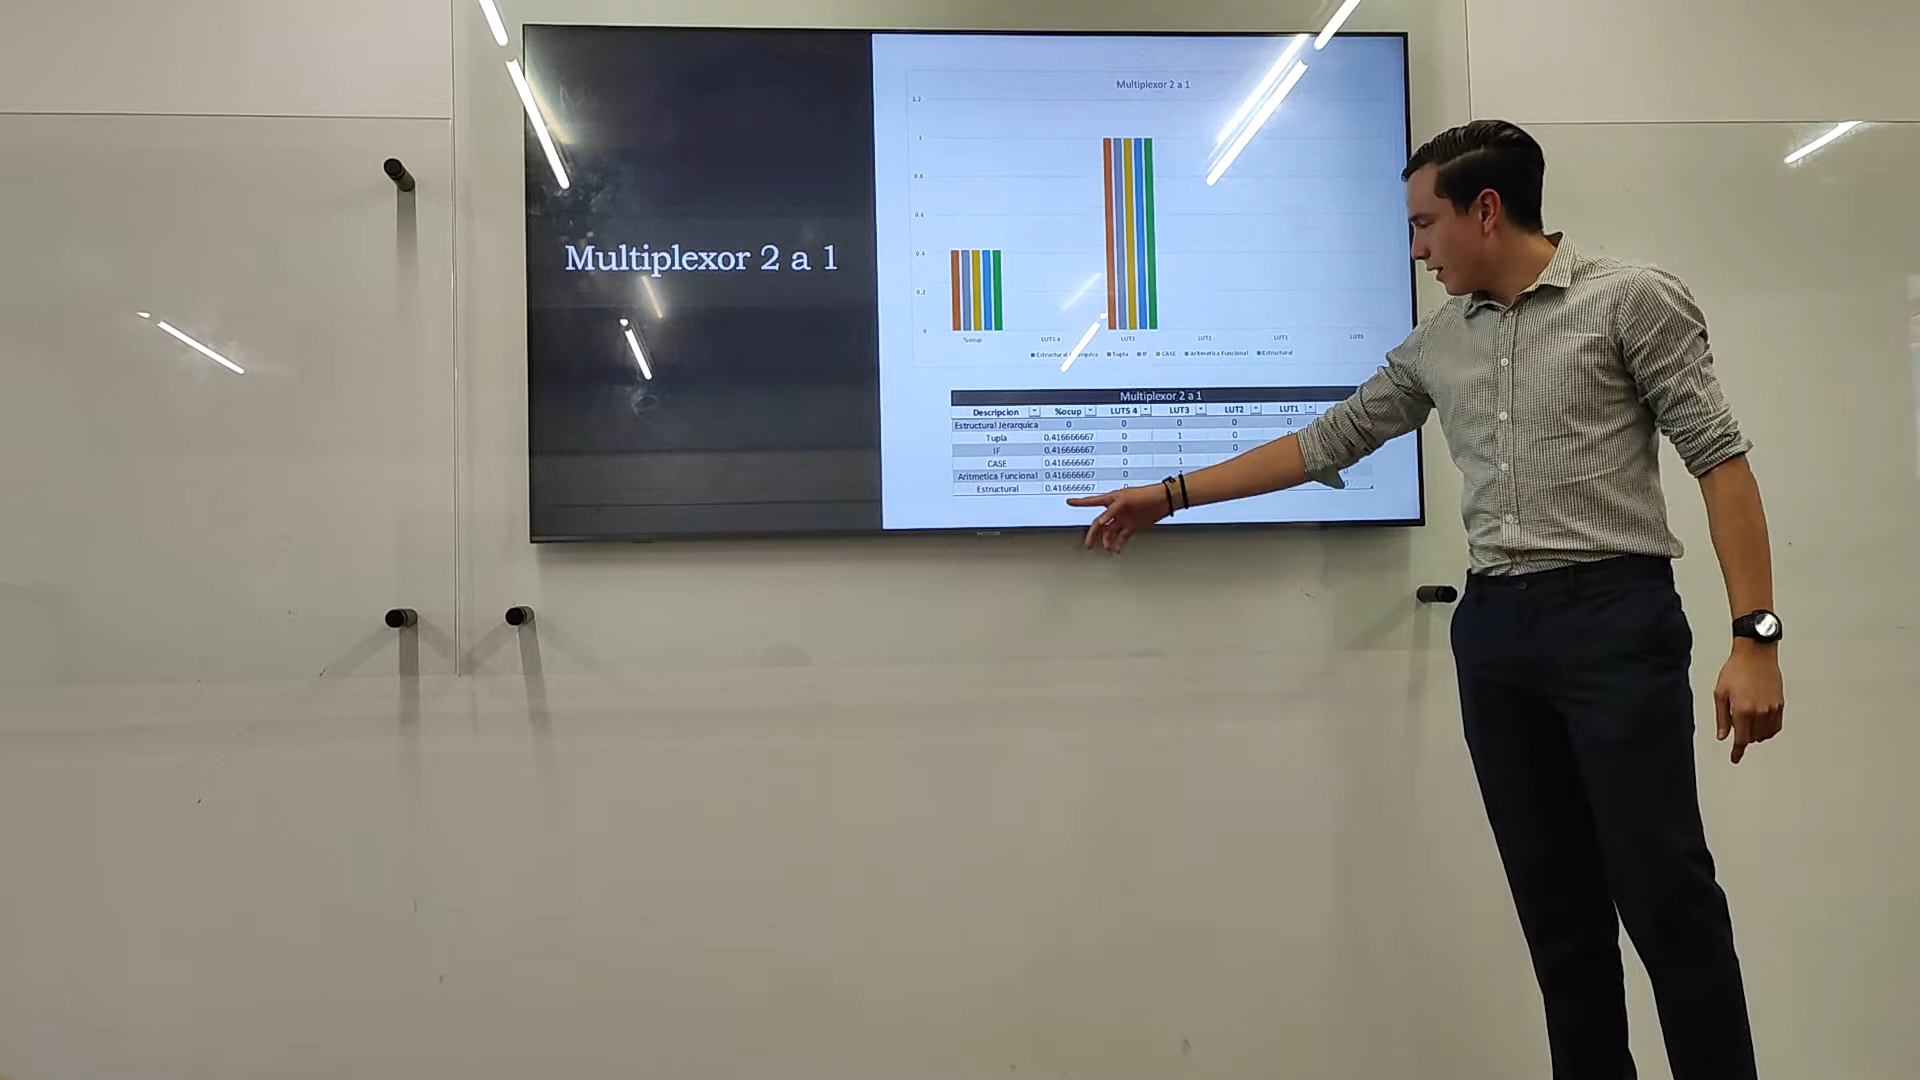 Multiplexor 2 a 1
Multiplexor 2 a 1
1.2
1
0.8
0.6
0.4
0.2
0
%ocup LUTS 4 LUT3 LUT2 LUT1 LUT0
Estructural Tupla IF CASE Aritmetica Funcional Estructural
Multiplexor 2 a 1
Descripcion %ocup LUTS 4 LUT3 LUT2 LUT1
Estructural Jerarquica 0 0 0 0 0
Tupla 0.416666667 0 1 0
IF 0.416666667 0 1 0
CASE 0.416666667 0 1
Aritmetica Funcional 0.416666667 0 0
Estructural 0.416666667